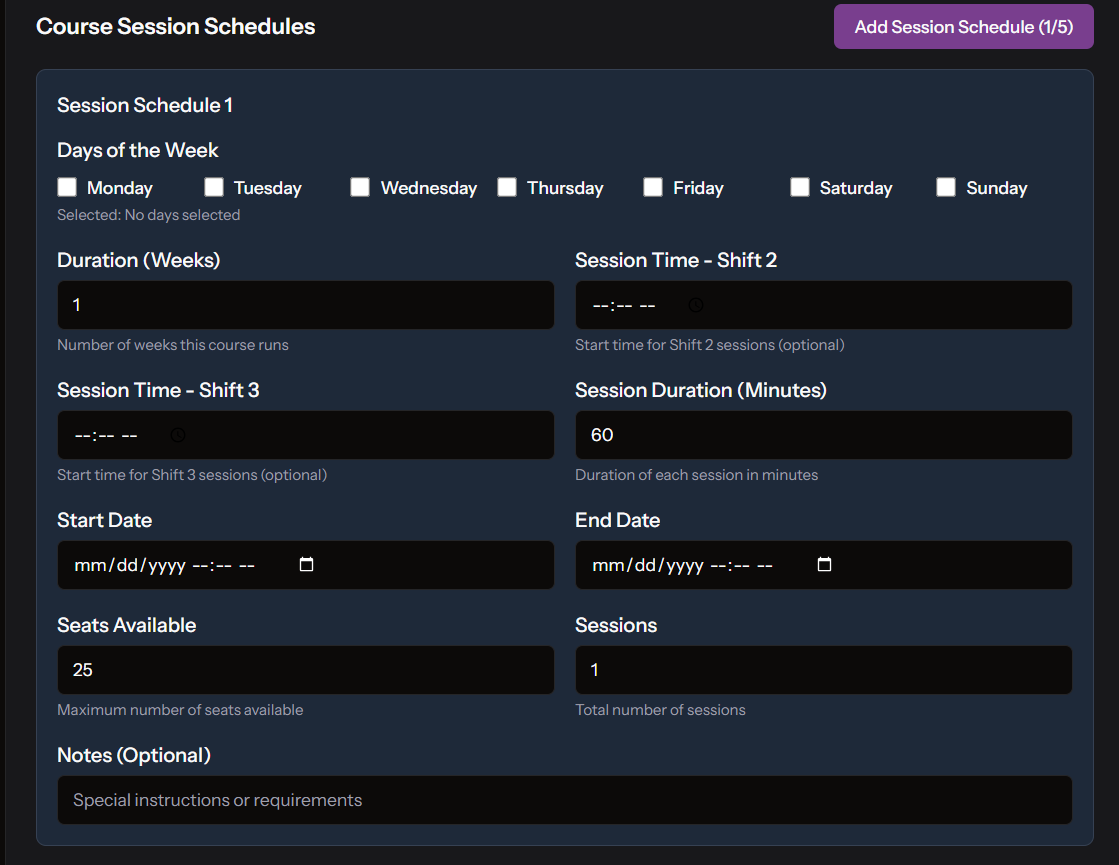 Course Session Schedules
Add Session Schedule (1/5)
Session Schedule 1
Days of the Week
Monday Tuesday Wednesday Thursday Friday Saturday Sunday
Selected: No days selected
Duration (Weeks)
1
Number of weeks this course runs
Session Time - Shift 2
--:-- --
Start time for Shift 2 sessions (optional)
Session Time - Shift 3
--:-- --
Start time for Shift 3 sessions (optional)
Session Duration (Minutes)
60
Duration of each session in minutes
Start Date
mm/dd/yyyy --:-- --
End Date
mm/dd/yyyy --:-- --
Seats Available
25
Maximum number of seats available
Sessions
1
Total number of sessions
Notes (Optional)
Special instructions or requirements